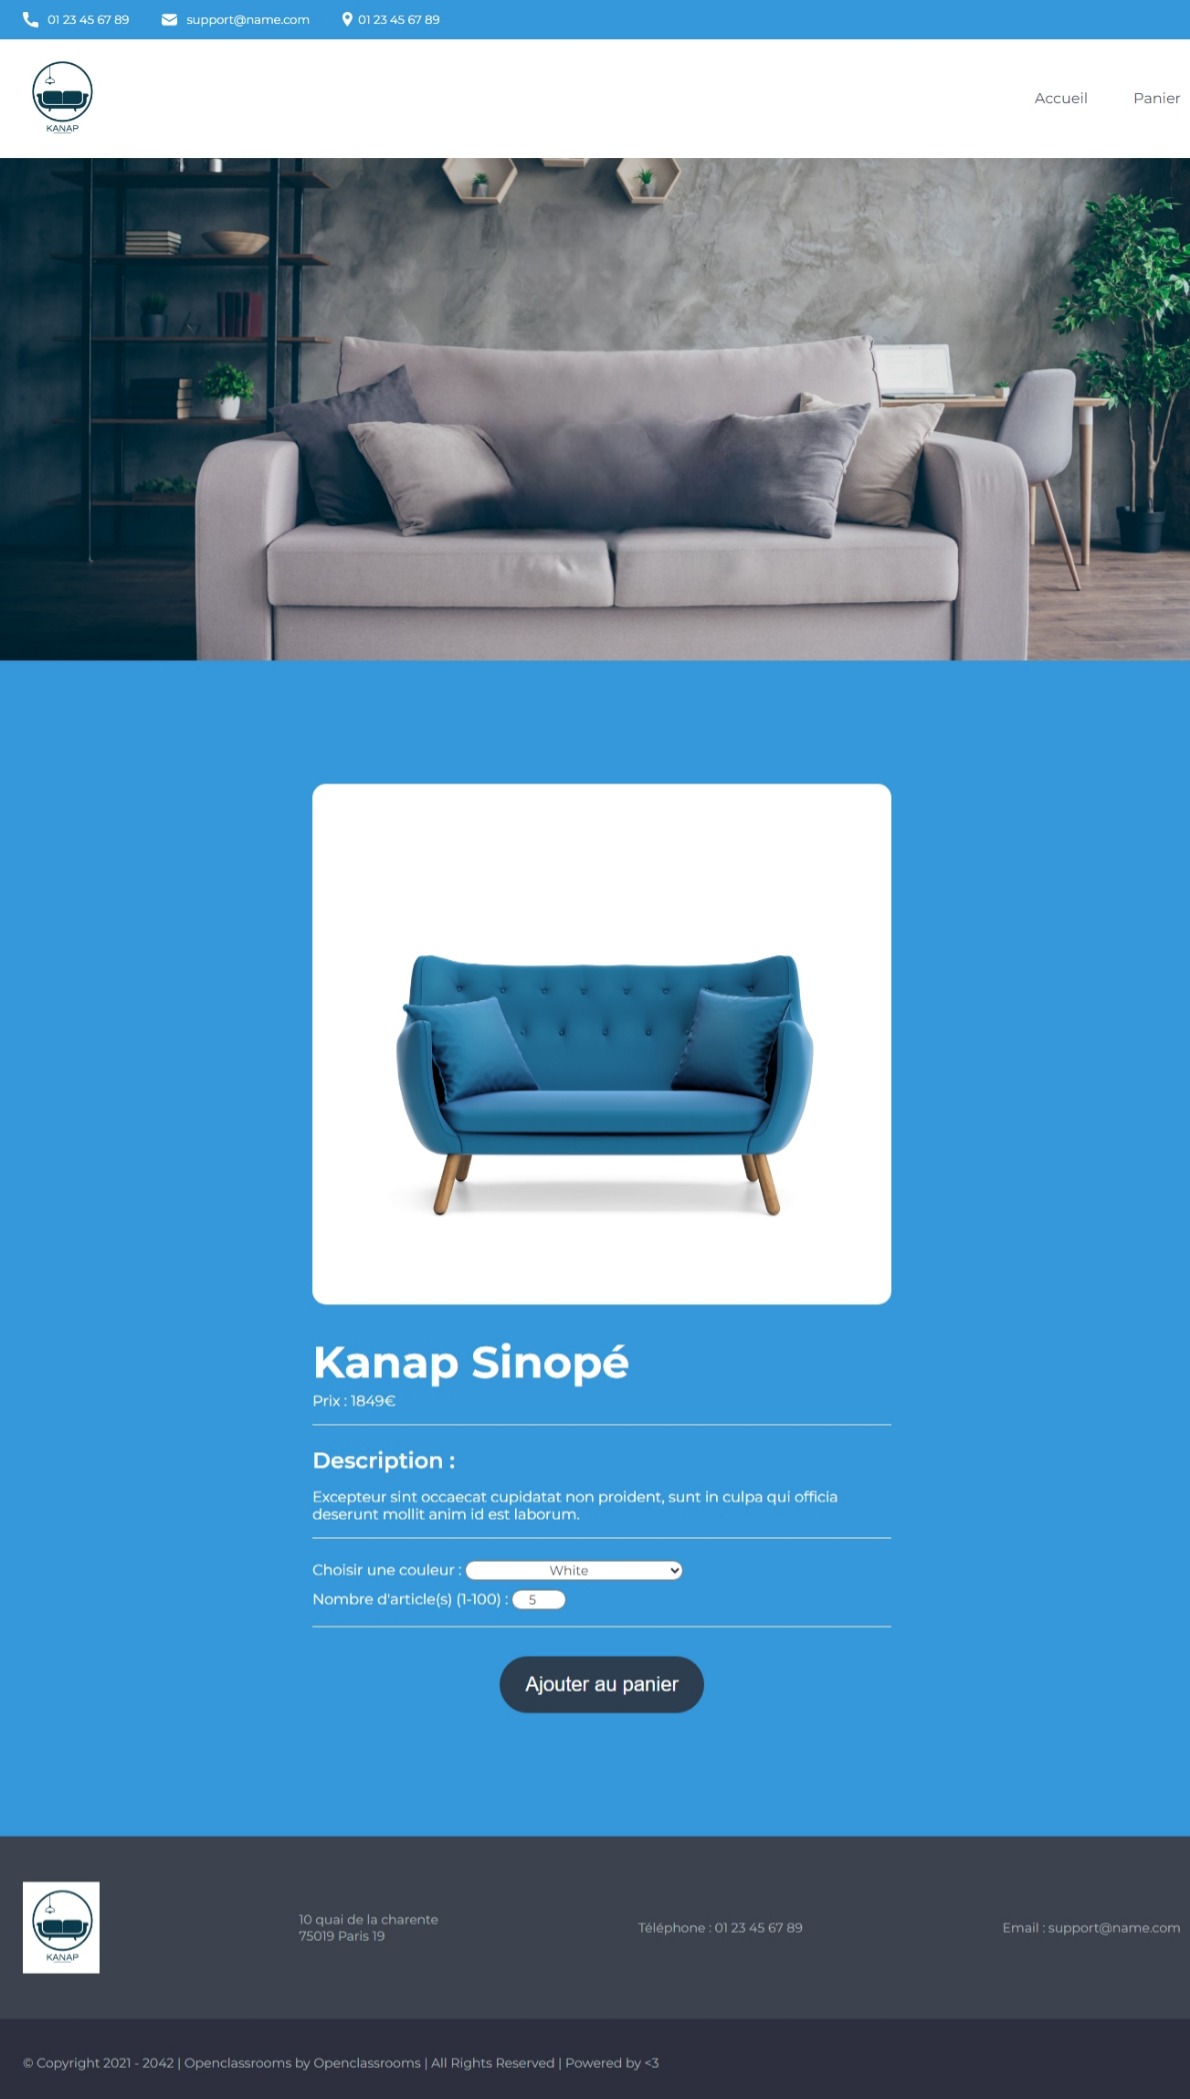 01 23 45 67 89 support@name.com 01 23 45 67 89
KANAP
Accueil Panier
Kanap Sinopé
Prix : 1849€
Description :
Excepteur sint occaecat cupidatat non proident, sunt in culpa qui officia
deserunt mollit anim id est laborum.
Choisir une couleur : White
Nombre d'article(s) (1-100) : 5
Ajouter au panier
KANAP
10 quai de la charente
75019 Paris 19
Téléphone : 01 23 45 67 89
Email : support@name.com
© Copyright 2021 - 2042 | Openclassrooms by Openclassrooms | All Rights Reserved | Powered by <3